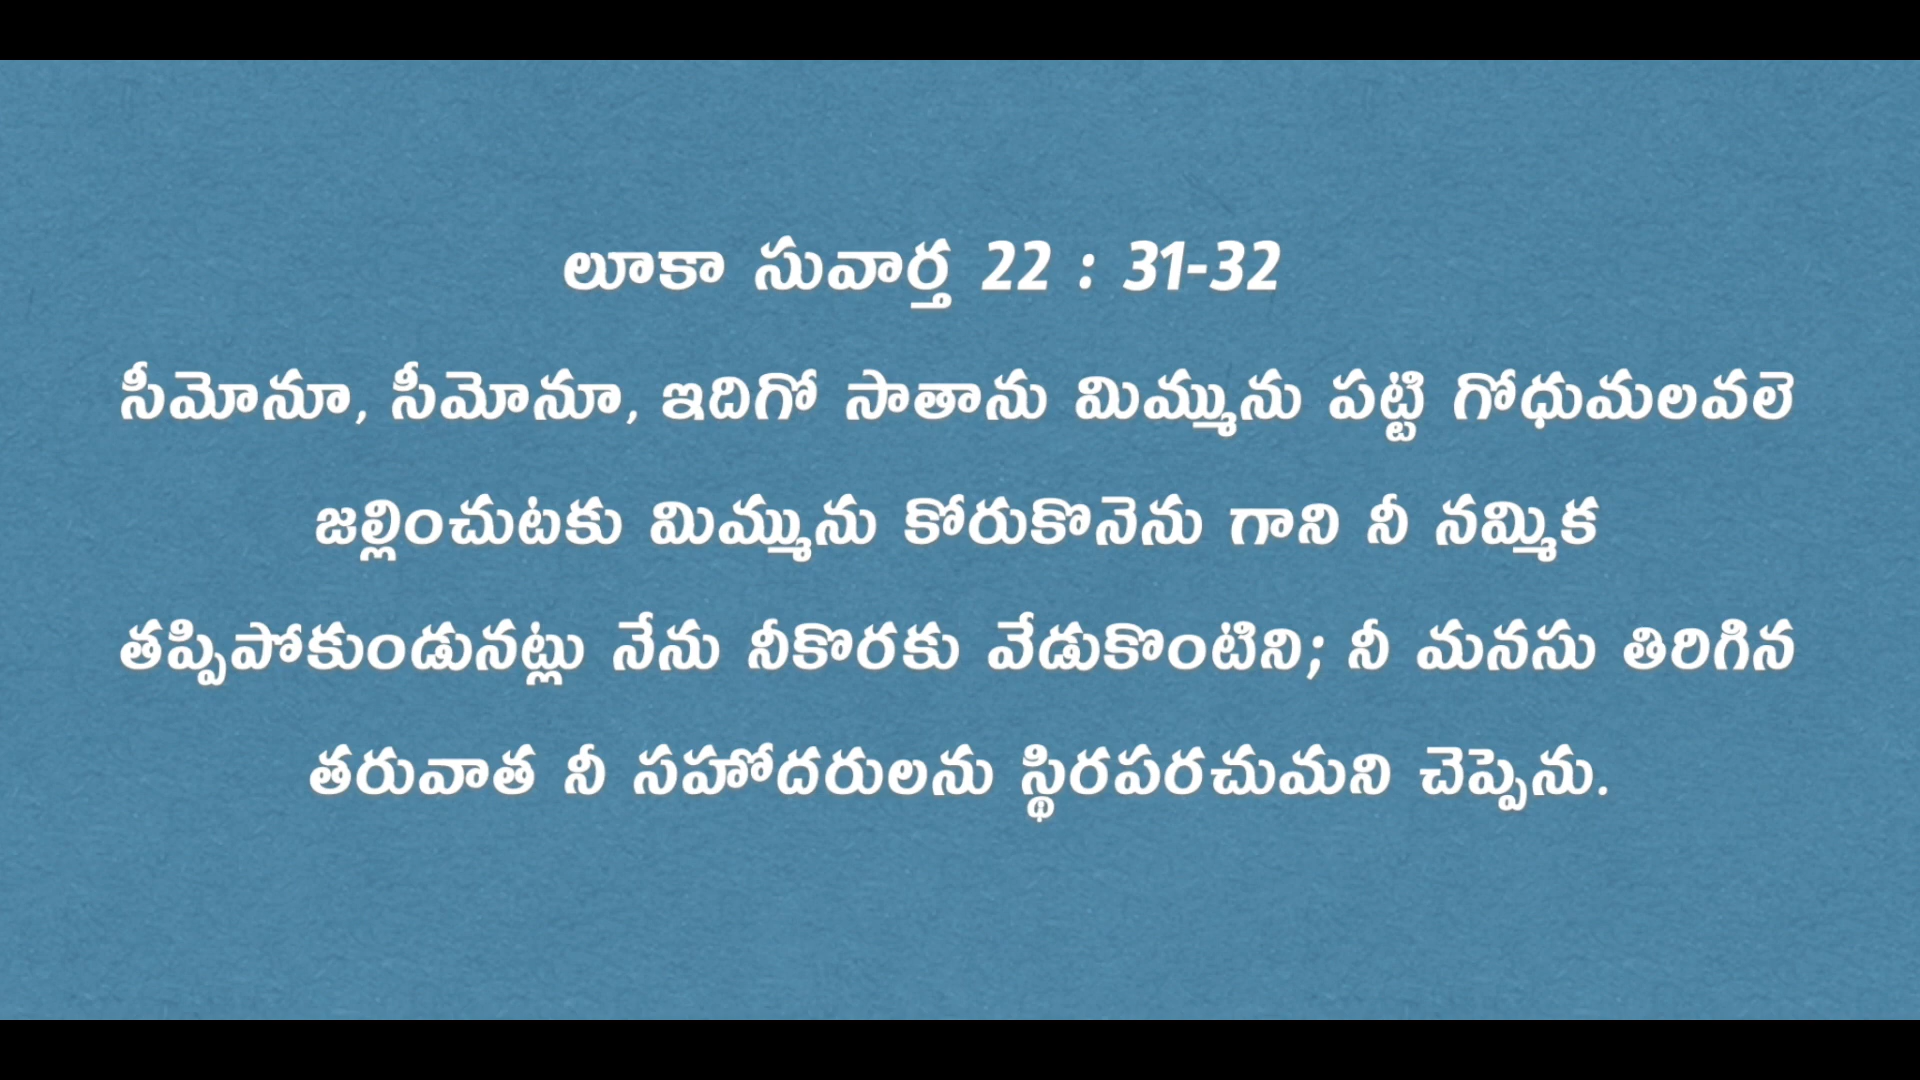 లూకా సువార్త 22 : 31-32
సీమోనూ, సీమోనూ, ఇదిగో సాతాను మిమ్మును పట్టి గోధుమలవలె
జల్లించుటకు మిమ్మును కోరుకొనెను గాని నీ నమ్మిక
తప్పిపోకుండునట్లు నేను నీకొరకు వేడుకొంటిని; నీ మనసు తిరిగిన
తరువాత నీ సహోదరులను స్థిరపరచుమని చెప్పెను.